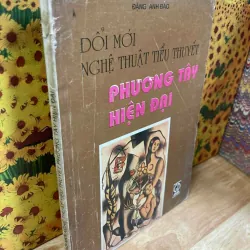 ĐẶNG ANH ĐÀO
ĐỔI MỚI
NGHỆ THUẬT TIỂU THUYẾT
PHƯƠNG TÂY
HIỆN ĐẠI